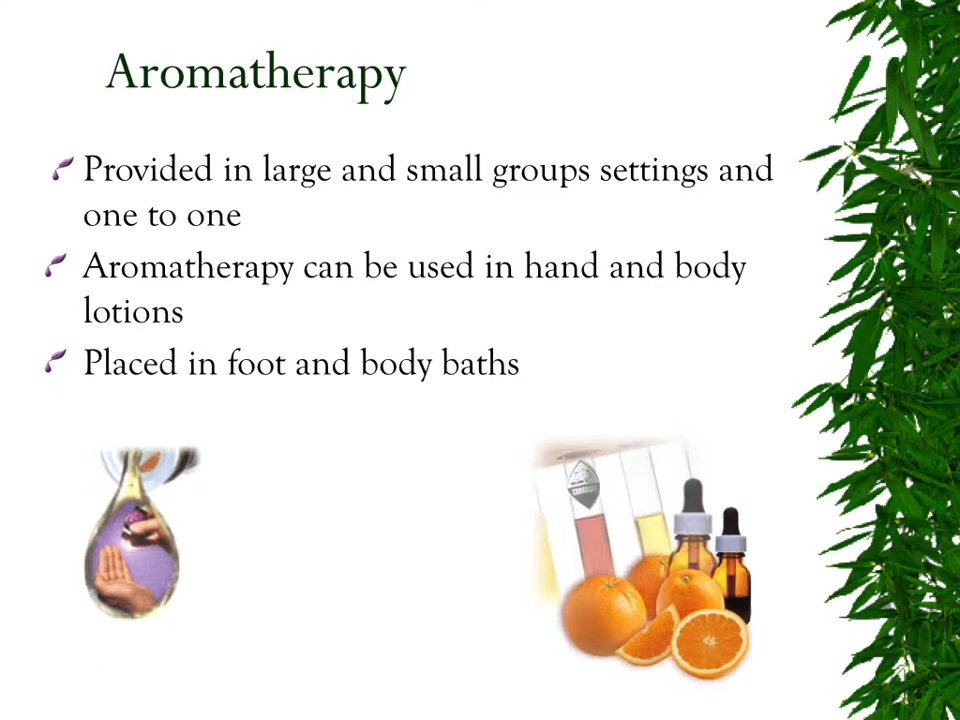 Aromatherapy
Provided in large and small groups settings and
one to one
Aromatherapy can be used in hand and body
lotions
Placed in foot and body baths